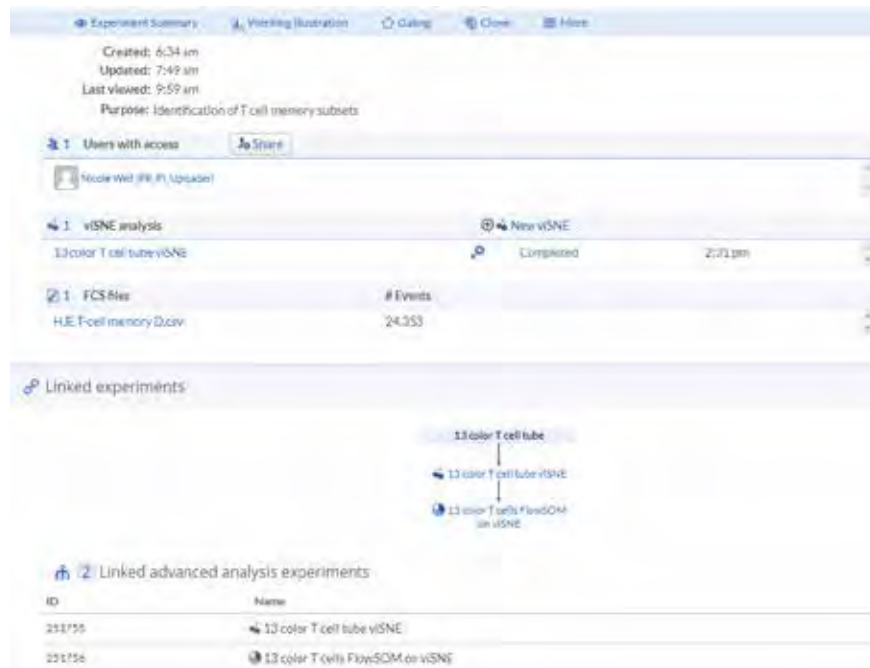 Experiment Summary Working Illustration Gating Clone More
Created: 6:34 am
Updated: 7:49 am
Last viewed: 9:59 am
Purpose: Identification of T cell memory subsets
1 Users with access Share
Nicole Weit (PR, PI, Uploader)
1 viSNE analysis New viSNE
13 color T cell tube viSNE Completed 2:31 pm
1 FCS files # Events
HJE T-cell memory D.csv 24,353
Linked experiments
13 color T cell tube
13 color T cell tube viSNE
13 color T cells FlowSOM
on viSNE
2 Linked advanced analysis experiments
ID Name
251755 13 color T cell tube viSNE
251756 13 color T cells FlowSOM on viSNE